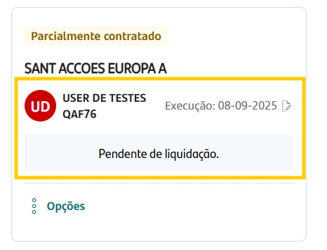 Parcialmente contratado
SANT ACCOES EUROPA A
UD
USER DE TESTES
QAF76
Execução: 08-09-2025
Pendente de liquidação.
Opções